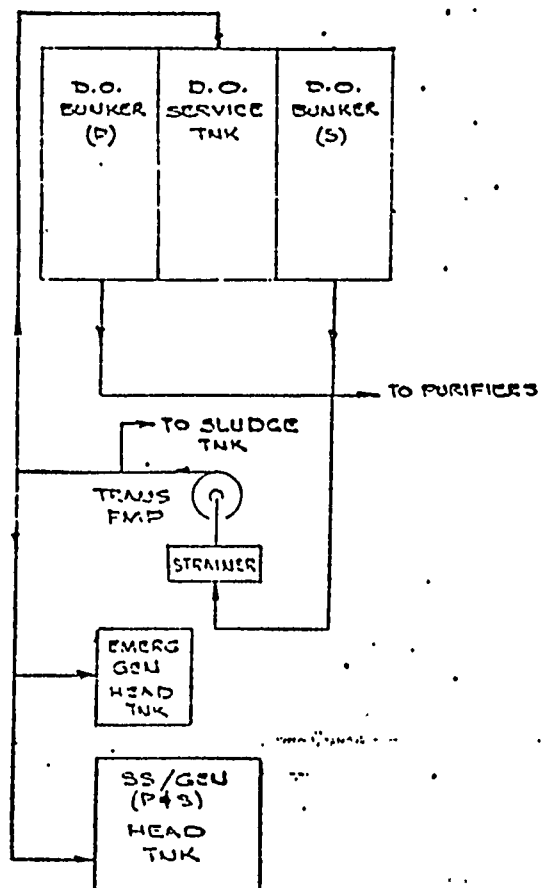 D.O.
BUNKER
(P)
D.O.
SERVICE
TNK
D.O.
BUNKER
(S)
TO PURIFIERS
TO SLUDGE
TNK
TRANS
PMP
STRAINER
EMERG
GEN
HEAD
TNK
SS/GEN
(P&S)
HEAD
TNK